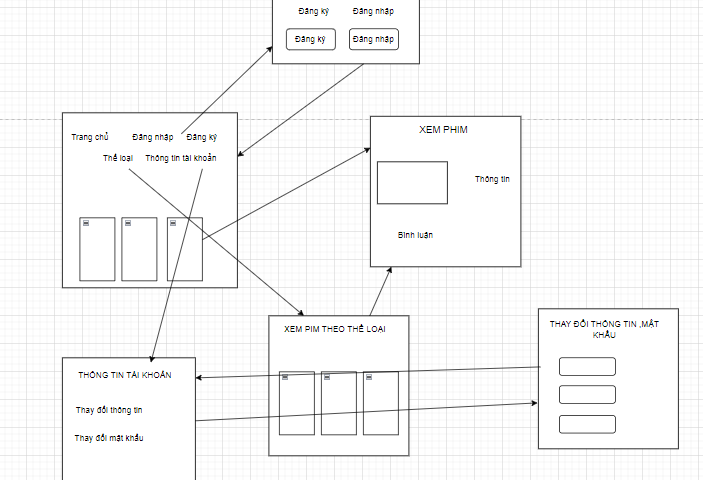 Đăng ký Đăng nhập
Đăng ký Đăng nhập
Trang chủ Đăng nhập Đăng ký
Thể loại Thông tin tài khoản
XEM PHIM
Thông tin
Bình luận
XEM PIM THEO THỂ LOẠI
THAY ĐỔI THÔNG TIN ,MẬT
KHẨU
THÔNG TIN TÀI KHOẢN
Thay đổi thông tin
Thay đổi mật khẩu